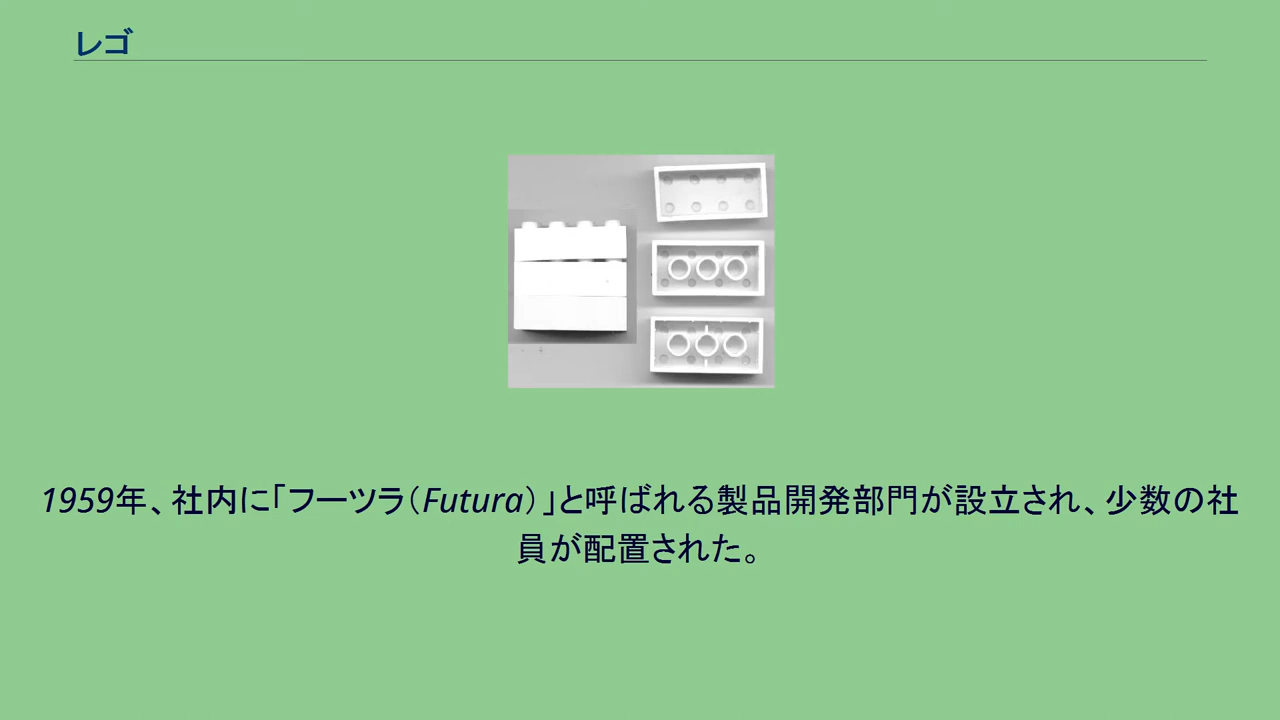 レゴ
1959年、社内に「フーツラ（Futura）」と呼ばれる製品開発部門が設立され、少数の社
員が配置された。